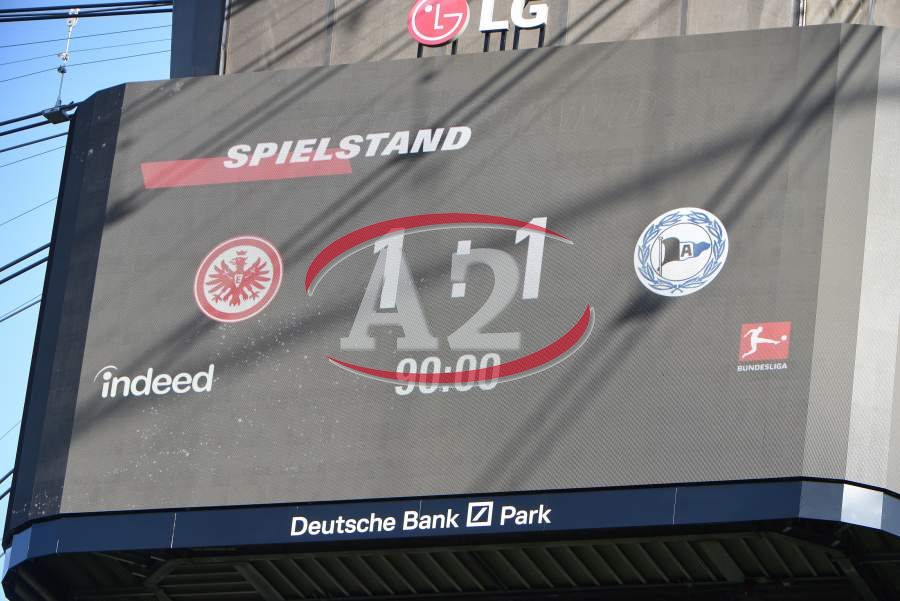 LG
SPIELSTAND
1 : 1
A2
90:00
A
indeed
BUNDESLIGA
Deutsche Bank Park